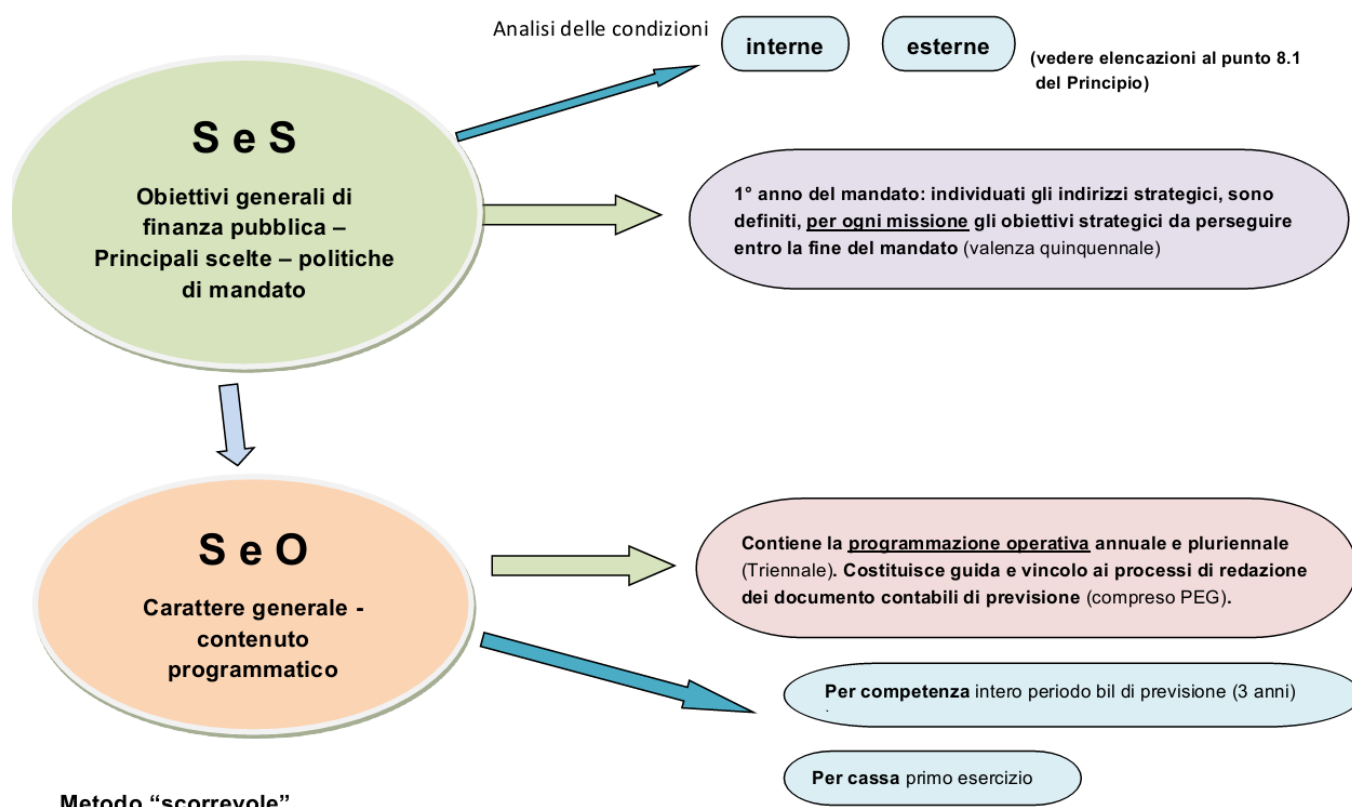 Analisi delle condizioni
interne
esterne
(vedere elencazioni al punto 8.1
del Principio)
S e S
Obiettivi generali di
finanza pubblica –
Principali scelte – politiche
di mandato
1° anno del mandato: individuati gli indirizzi strategici, sono
definiti, per ogni missione gli obiettivi strategici da perseguire
entro la fine del mandato (valenza quinquennale)
S e O
Carattere generale -
contenuto
programmatico
Contiene la programmazione operativa annuale e pluriennale
(Triennale). Costituisce guida e vincolo ai processi di redazione
dei documento contabili di previsione (compreso PEG).
Per competenza intero periodo bil di previsione (3 anni)
.
Per cassa primo esercizio
Metodo “scorrevole”